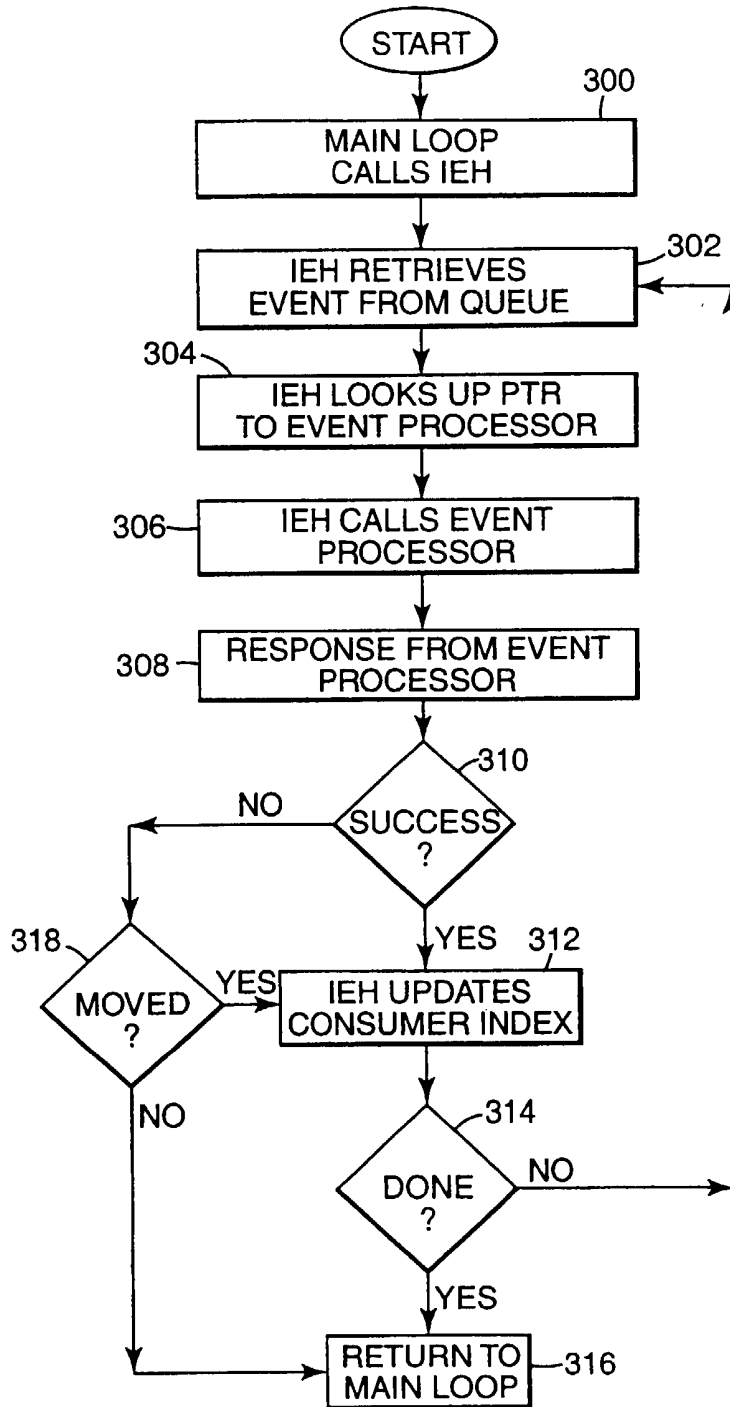 START
300
MAIN LOOP
CALLS IEH
302
IEH RETRIEVES
EVENT FROM QUEUE
304
IEH LOOKS UP PTR
TO EVENT PROCESSOR
306
IEH CALLS EVENT
PROCESSOR
308
RESPONSE FROM EVENT
PROCESSOR
310
SUCCESS
?
NO
YES
318
MOVED
?
YES
NO
312
IEH UPDATES
CONSUMER INDEX
314
DONE
?
NO
YES
RETURN TO
MAIN LOOP
316